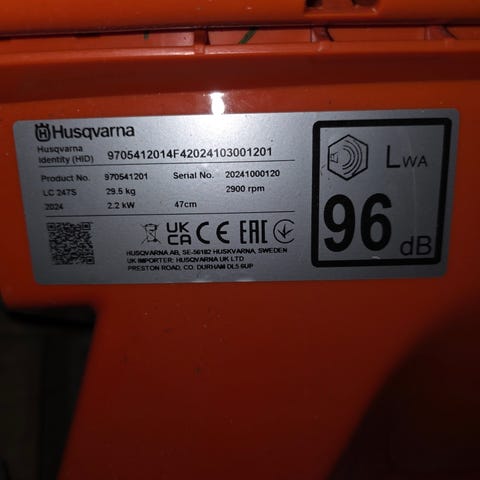 Husqvarna
Husqvarna
Identity (HID) 9705412014F42024103001201
Product No. 970541201 Serial No. 20241000120
LC 247S 29.5 kg 2900 rpm
2024 2.2 kW 47cm
UK
CA CE EAC
HUSQVARNA AB, SE-56182 HUSKVARNA, SWEDEN
UK IMPORTER: HUSQVARNA UK LTD
PRESTON ROAD, CO. DURHAM DL5 6UP
LWA
96 dB